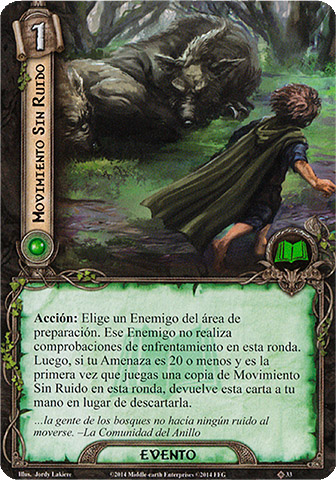 1
MOVIMIENTO SIN RUIDO
Acción: Elige un Enemigo del área de
preparación. Ese Enemigo no realiza
comprobaciones de enfrentamiento en esta ronda.
Luego, si tu Amenaza es 20 o menos y es la
primera vez que juegas una copia de Movimiento
Sin Ruido en esta ronda, devuelve esta carta a tu
mano en lugar de descartarla.
…la gente de los bosques no hacía ningún ruido al
moverse. –La Comunidad del Anillo
EVENTO
Illus. Jordy Lakiere
©2014 Middle-earth Enterprises ©2014 FFG
33